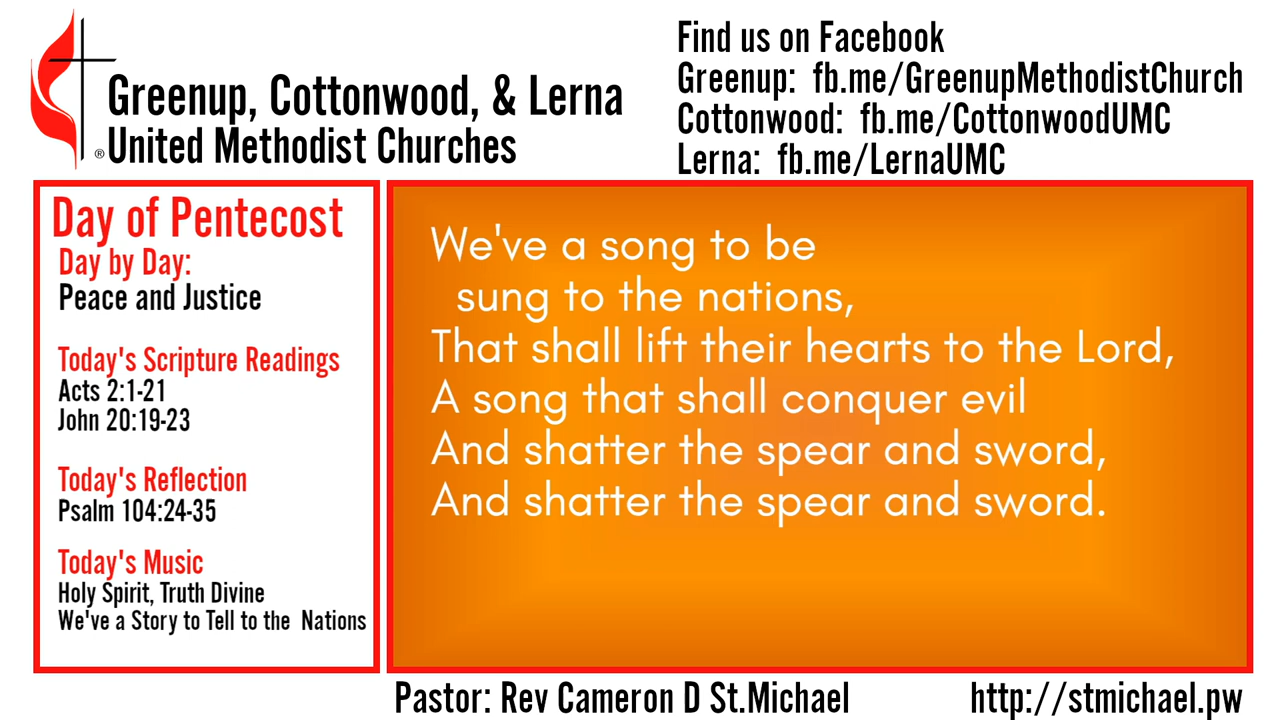 Greenup, Cottonwood, & Lerna
®United Methodist Churches
Find us on Facebook
Greenup: fb.me/GreenupMethodistChurch
Cottonwood: fb.me/CottonwoodUMC
Lerna: fb.me/LernaUMC
Day of Pentecost
Day by Day:
Peace and Justice
Today's Scripture Readings
Acts 2:1-21
John 20:19-23
Today's Reflection
Psalm 104:24-35
Today's Music
Holy Spirit, Truth Divine
We've a Story to Tell to the Nations
We've a song to be
sung to the nations,
That shall lift their hearts to the Lord,
A song that shall conquer evil
And shatter the spear and sword,
And shatter the spear and sword.
Pastor: Rev Cameron D St.Michael
http://stmichael.pw